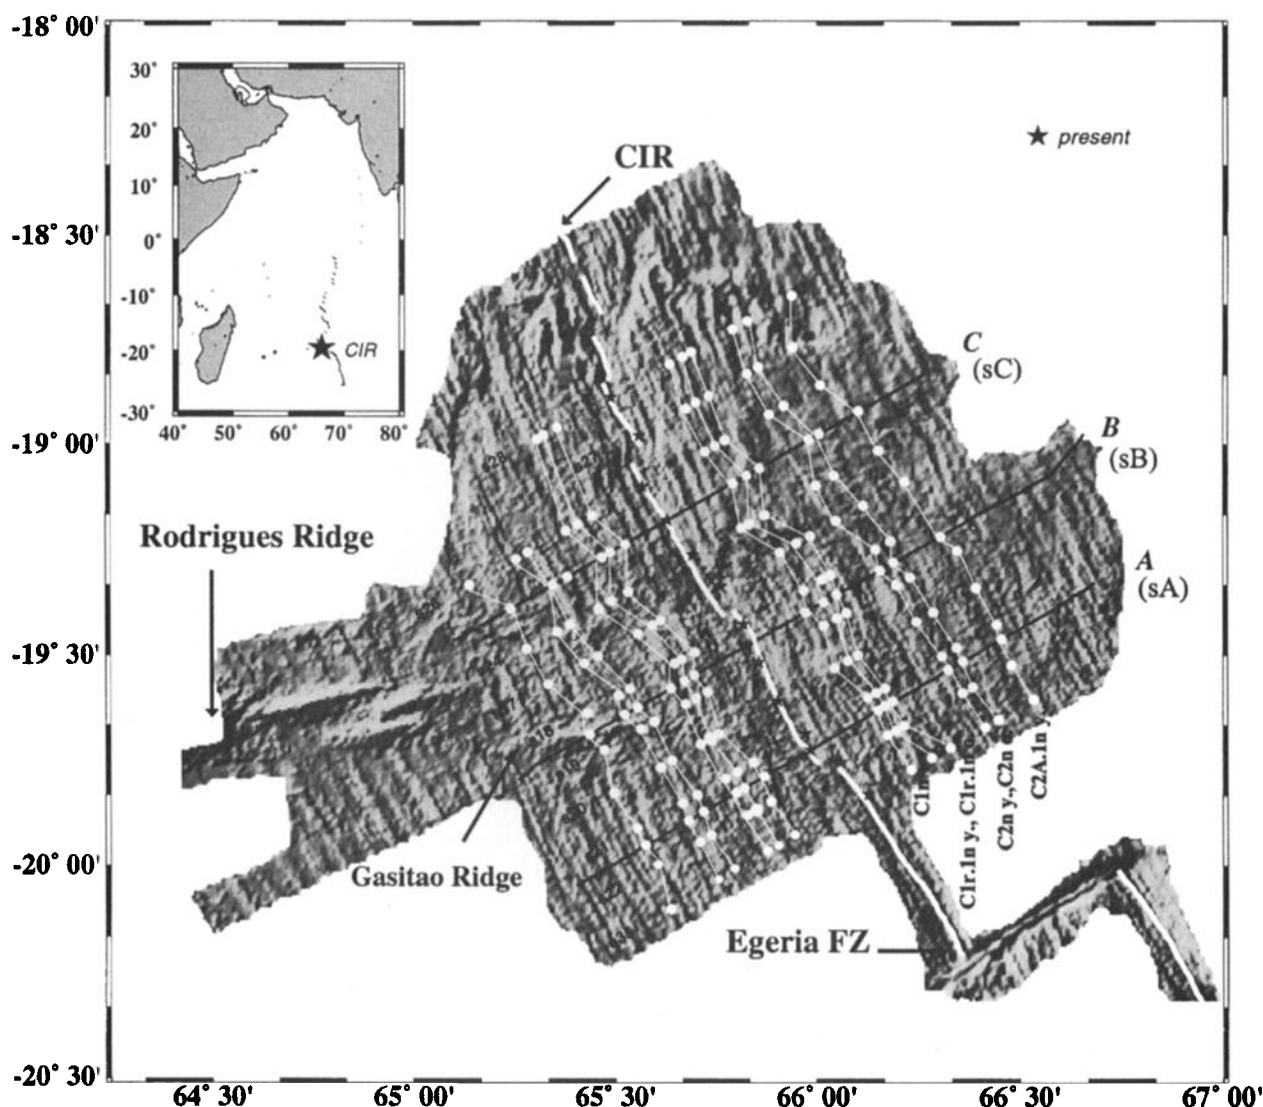 -18° 00'
-18° 30'
-19° 00'
-19° 30'
-20° 00'
-20° 30'
64° 30'
65° 00'
65° 30'
66° 00'
66° 30'
67° 00'
30°
20°
10°
0°
-10°
-20°
-30°
40°
50°
60°
70°
80°
CIR
present
CIR
C
(sC)
B
(sB)
A
(sA)
Rodrigues Ridge
Gasitao Ridge
Egeria FZ
C1n
C1r.1n y., C1r.1n
C2n y.,C2n
C2A.1n y
s28
s27